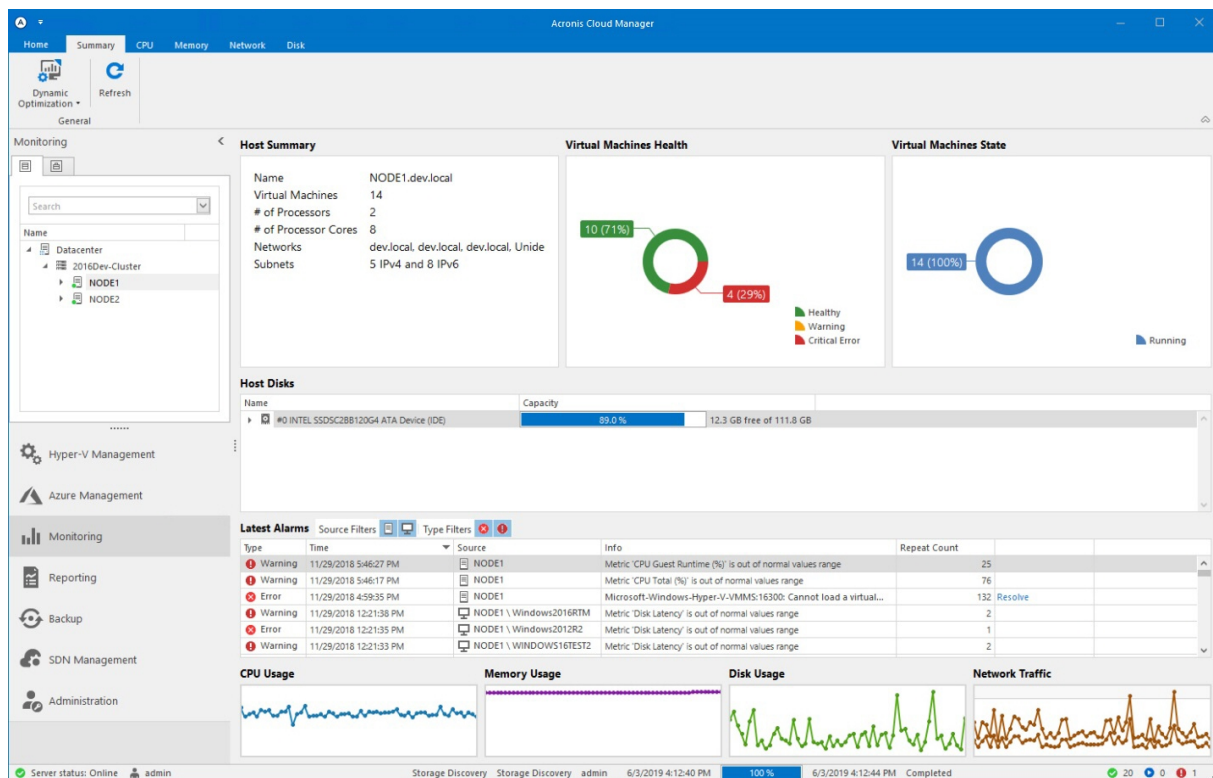 Acronis Cloud Manager
Home Summary CPU Memory Network Disk
Dynamic Optimization
Refresh
General
Monitoring
Search
Name
Datacenter
2016Dev-Cluster
NODE1
NODE2
Hyper-V Management
Azure Management
Monitoring
Reporting
Backup
SDN Management
Administration
Host Summary
Name NODE1.dev.local
Virtual Machines 14
# of Processors 2
# of Processor Cores 8
Networks dev.local, dev.local, dev.local, Unide
Subnets 5 IPv4 and 8 IPv6
Virtual Machines Health
10 (71%)
4 (29%)
Healthy
Warning
Critical Error
Virtual Machines State
14 (100%)
Running
Host Disks
Name Capacity
#0 INTEL SSDSC2BB120G4 ATA Device (IDE) 89.0 % 12.3 GB free of 111.8 GB
Latest Alarms Source Filters Type Filters
Type Time Source Info Repeat Count
Warning 11/29/2018 5:46:27 PM NODE1 Metric 'CPU Guest Runtime (%)' is out of normal values range 25
Warning 11/29/2018 5:46:17 PM NODE1 Metric 'CPU Total (%)' is out of normal values range 76
Error 11/29/2018 4:59:35 PM NODE1 Microsoft-Windows-Hyper-V-VMMS:16300: Cannot load a virtual... 132 Resolve
Warning 11/29/2018 12:21:38 PM NODE1 \ Windows2016RTM Metric 'Disk Latency' is out of normal values range 2
Error 11/29/2018 12:21:35 PM NODE1 \ Windows2012R2 Metric 'Disk Latency' is out of normal values range 1
Warning 11/29/2018 12:21:33 PM NODE1 \ WINDOWS16TEST2 Metric 'Disk Latency' is out of normal values range 2
CPU Usage Memory Usage Disk Usage Network Traffic
Server status: Online admin Storage Discovery Storage Discovery admin 6/3/2019 4:12:40 PM 100 % 6/3/2019 4:12:44 PM Completed 20 0 1